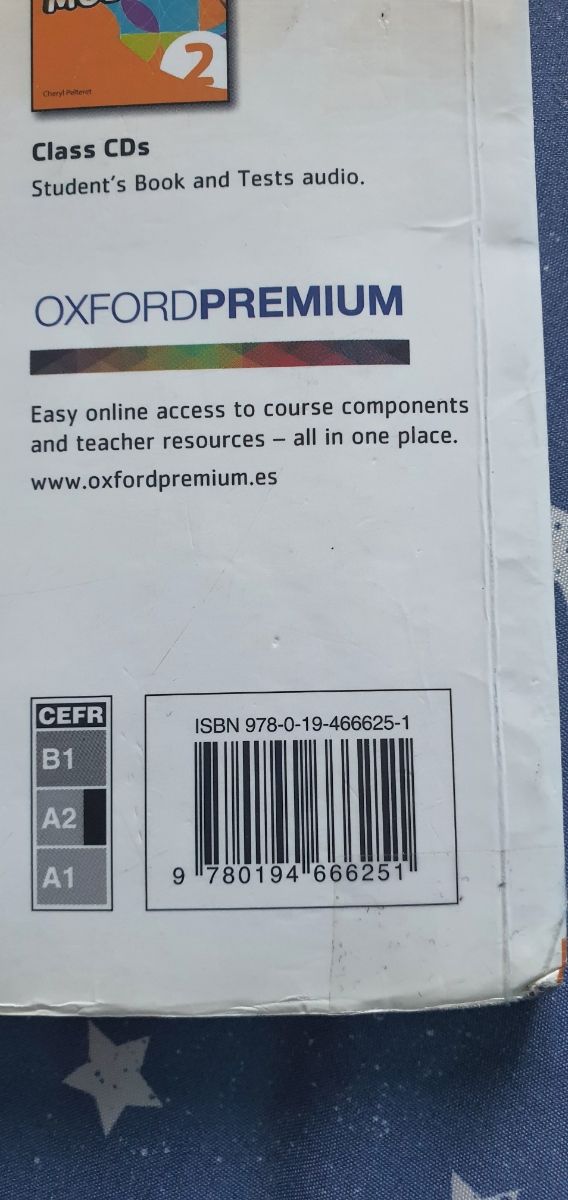 2
Cheryl Pelteret
Class CDs
Student's Book and Tests audio.
OXFORDPREMIUM
Easy online access to course components
and teacher resources – all in one place.
www.oxfordpremium.es
CEFR
B1
A2
A1
ISBN 978-0-19-466625-1
9 780194 666251